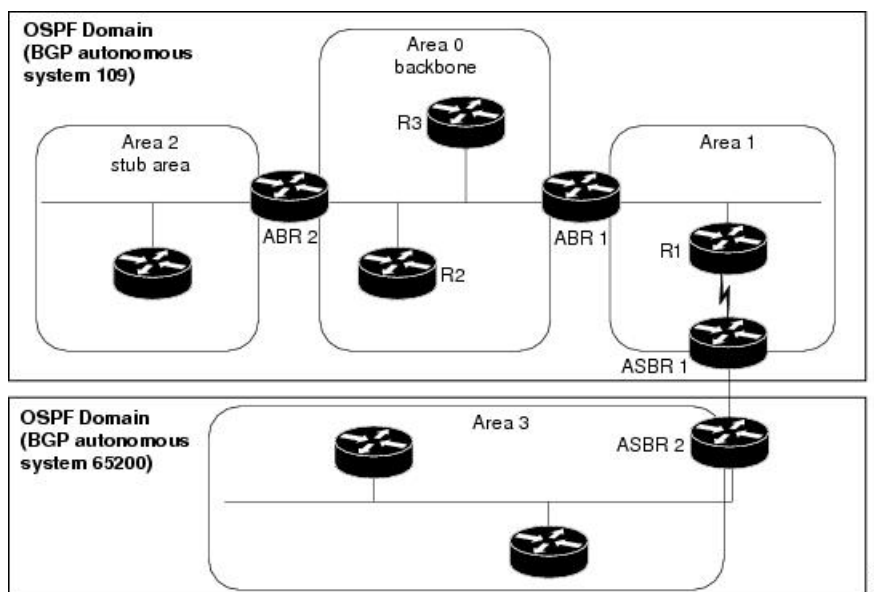 OSPF Domain
(BGP autonomous
system 109)
Area 0
backbone
R3
Area 2
stub area
Area 1
ABR 2
ABR 1
R1
R2
ASBR 1
OSPF Domain
(BGP autonomous
system 65200)
Area 3
ASBR 2